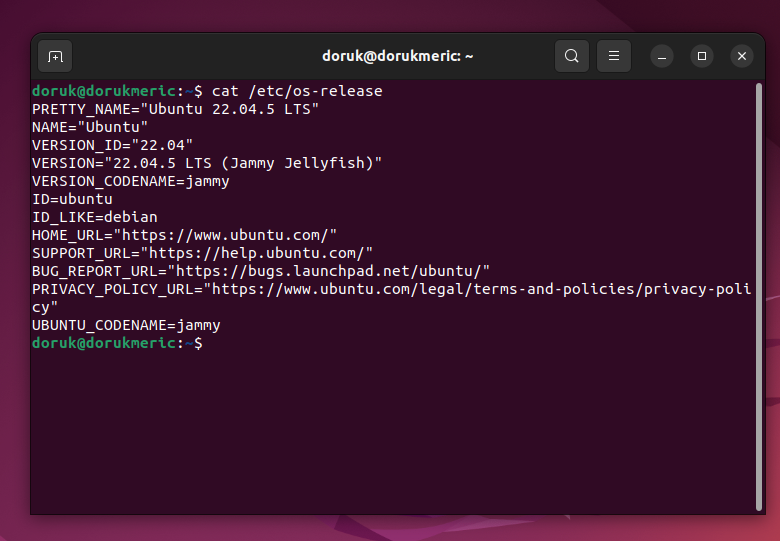 doruk@dorukmeric: ~
doruk@dorukmeric:~$ cat /etc/os-release
PRETTY_NAME="Ubuntu 22.04.5 LTS"
NAME="Ubuntu"
VERSION_ID="22.04"
VERSION="22.04.5 LTS (Jammy Jellyfish)"
VERSION_CODENAME=jammy
ID=ubuntu
ID_LIKE=debian
HOME_URL="https://www.ubuntu.com/"
SUPPORT_URL="https://help.ubuntu.com/"
BUG_REPORT_URL="https://bugs.launchpad.net/ubuntu/"
PRIVACY_POLICY_URL="https://www.ubuntu.com/legal/terms-and-policies/privacy-poli
cy"
UBUNTU_CODENAME=jammy
doruk@dorukmeric:~$